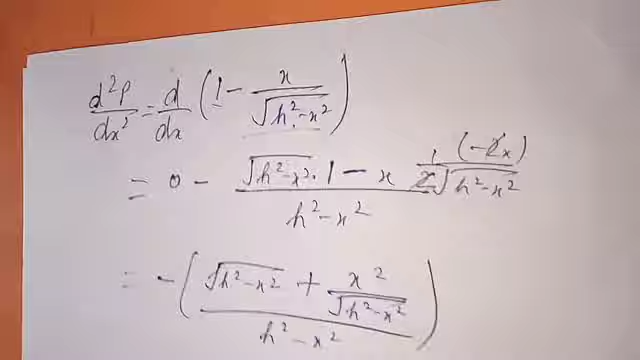 d²P/dx² = d/dx (1 - x/√(h²-x²))
= 0 - (√(h²-x²) · 1 - x 1/(2√(h²-x²)) (-2x))/(h²-x²)
= - ((√(h²-x²) + x²/√(h²-x²))/(h²-x²))